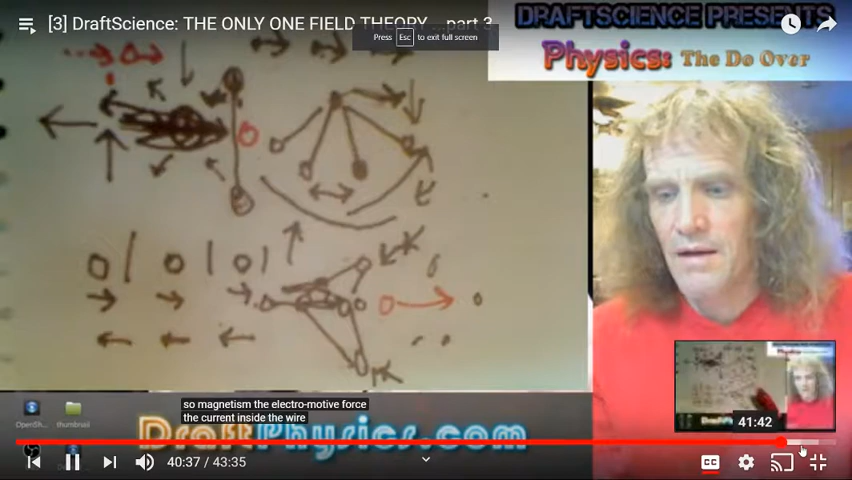 [3] DraftScience: THE ONLY ONE FIELD THEORY ...part 3
Press Esc to exit full screen
DRAFTSCIENCE PRESENTS
Physics: The Do Over
so magnetism the electro-motive force
the current inside the wire
OpenSh...
thumbnail
DraftPhysics.com
41:42
40:37 / 43:35
CC